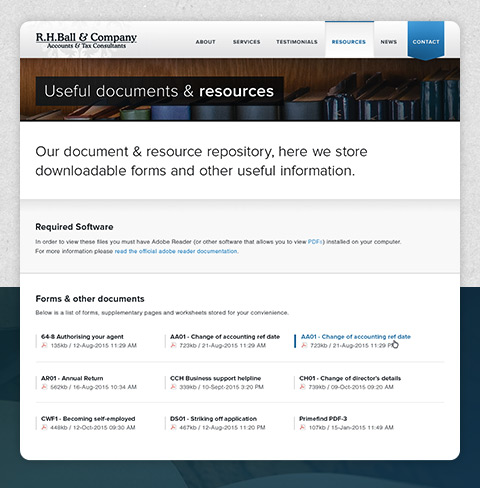 R.H.Ball & Company
Accounts & Tax Consultants
ABOUT SERVICES TESTIMONIALS RESOURCES NEWS CONTACT
Useful documents & resources
Our document & resource repository, here we store
downloadable forms and other useful information.
Required Software
In order to view these files you must have Adobe Reader (or other software that allows you to view PDFs) installed on your computer.
For more information please read the official adobe reader documentation.
Forms & other documents
Below is a list of forms, supplementary pages and worksheets stored for your convienience.
64-8 Authorising your agent AA01 - Change of accounting ref date AA01 - Change of accounting ref date
135kb / 12-Aug-2015 11:29 AM 723kb / 21-Aug-2015 11:29 AM 723kb / 21-Aug-2015 11:29 PM
AR01 - Annual Return CCH Business support helpline CH01 - Change of director's details
562kb / 16-Aug-2015 10:34 AM 339kb / 10-Sept-2015 3:20 PM 739kb / 09-Oct-2015 09:20 AM
CWF1 - Becoming self-employed DS01 - Striking off application Primefind PDF-3
448kb / 12-Oct-2015 09:30 AM 467kb / 12-Aug-2015 11:20 PM 107kb / 15-Jan-2015 11:49 AM